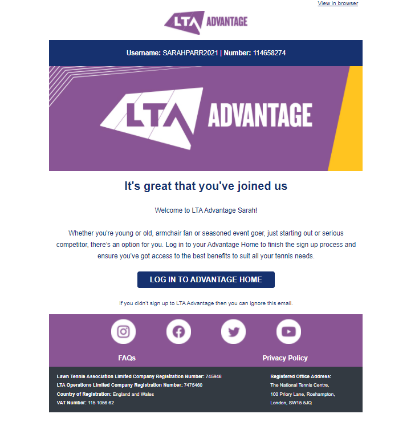 View in browser
LTA ADVANTAGE
Username: SARAHPARR2021 | Number: 114658274
LTA ADVANTAGE
It's great that you've joined us
Welcome to LTA Advantage Sarah!
Whether you're young or old, armchair fan or seasoned event goer, just starting out or serious
competitor, there's an option for you. Log in to your Advantage Home to finish the sign up process and
ensure you've got access to the best benefits to suit all your tennis needs
LOG IN TO ADVANTAGE HOME
If you didn't sign up to LTA Advantage then you can ignore this email.
FAQs
Privacy Policy
Lawn Tennis Association Limited Company Registration Number:
LTA Operations Limited Company Registration Number: 7476460
Country of Registration: England and Wales
VAT Number:
Registered Office Address:
The National Tennis Centre,
100 Priory Lane, Roehampton,
London, SW15 5JQ